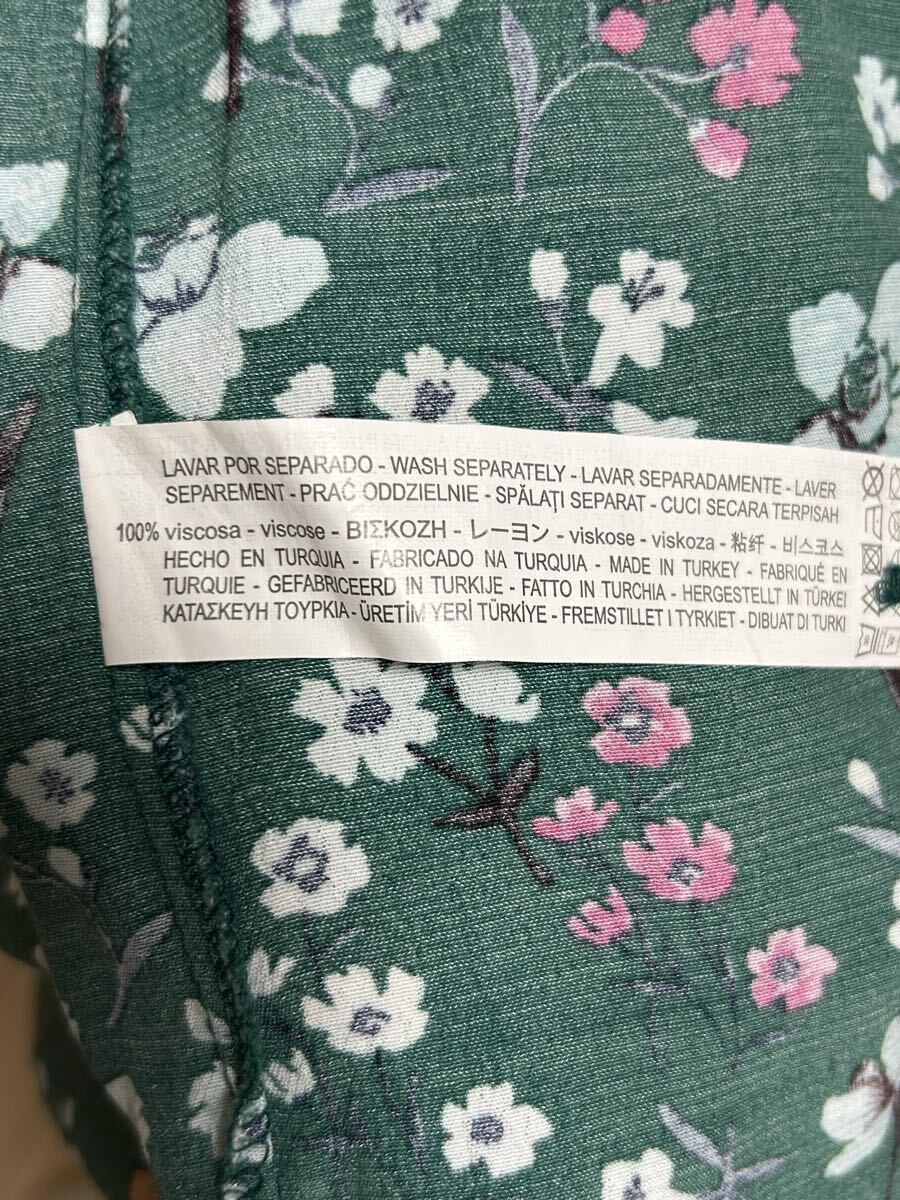 LAVAR POR SEPARADO - WASH SEPARATELY - LAVAR SEPARADAMENTE - LAVER
SEPAREMENT - PRAĆ ODDZIELNIE - SPĂLAȚI SEPARAT - CUCI SECARA TERPISAH
100% viscosa - viscose - ΒΙΣΚΟΖΗ - レーヨン - viskose - viskoza - 粘纤 - 비스코스
HECHO EN TURQUIA - FABRICADO NA TURQUIA - MADE IN TURKEY - FABRIQUÉ EN
TURQUIE - GEFABRICEERD IN TURKIJE - FATTO IN TURCHIA - HERGESTELLT IN TÜRKEI
ΚΑΤΑΣΚΕΥΗ ΤΟΥΡΚΙΑ-ÜRETİM YERİ TÜRKİYE - FREMSTILLET I TYRKIET - DIBUAT DI TURKI